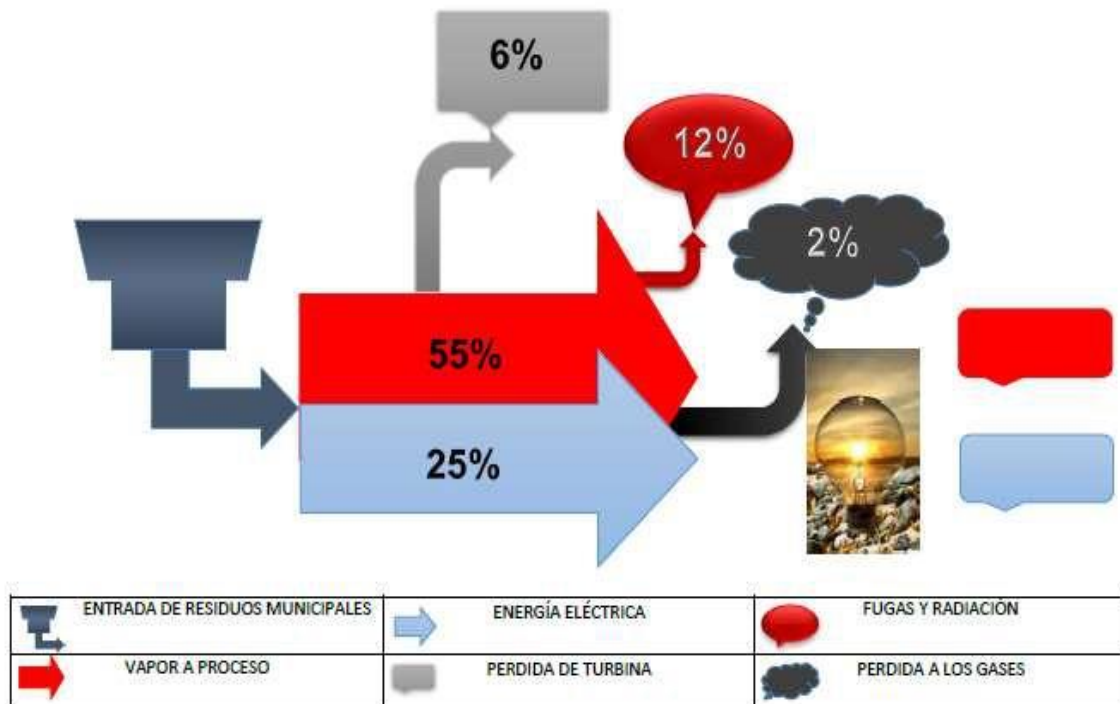 6%
12%
2%
55%
25%
ENTRADA DE RESIDUOS MUNICIPALES
ENERGÍA ELÉCTRICA
FUGAS Y RADIACIÓN
VAPOR A PROCESO
PERDIDA DE TURBINA
PERDIDA A LOS GASES